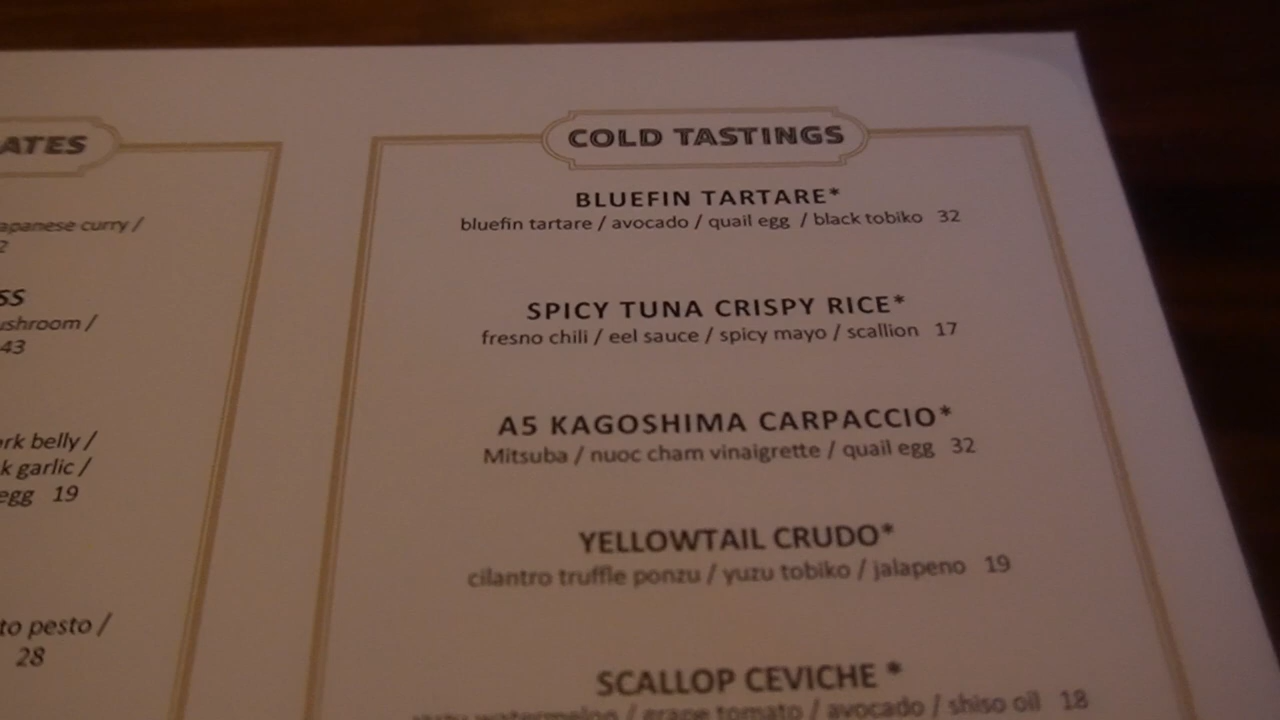 ATES
apanese curry /
2
SS
ushroom /
43
ork belly /
k garlic /
egg 19
to pesto /
28
COLD TASTINGS
BLUEFIN TARTARE*
bluefin tartare / avocado / quail egg / black tobiko 32
SPICY TUNA CRISPY RICE*
fresno chili / eel sauce / spicy mayo / scallion 17
A5 KAGOSHIMA CARPACCIO*
Mitsuba / nuoc cham vinaigrette / quail egg 32
YELLOWTAIL CRUDO*
cilantro truffle ponzu / yuzu tobiko / jalapeno 19
SCALLOP CEVICHE *
watermelon / grape tomato / avocado / shiso oil 18